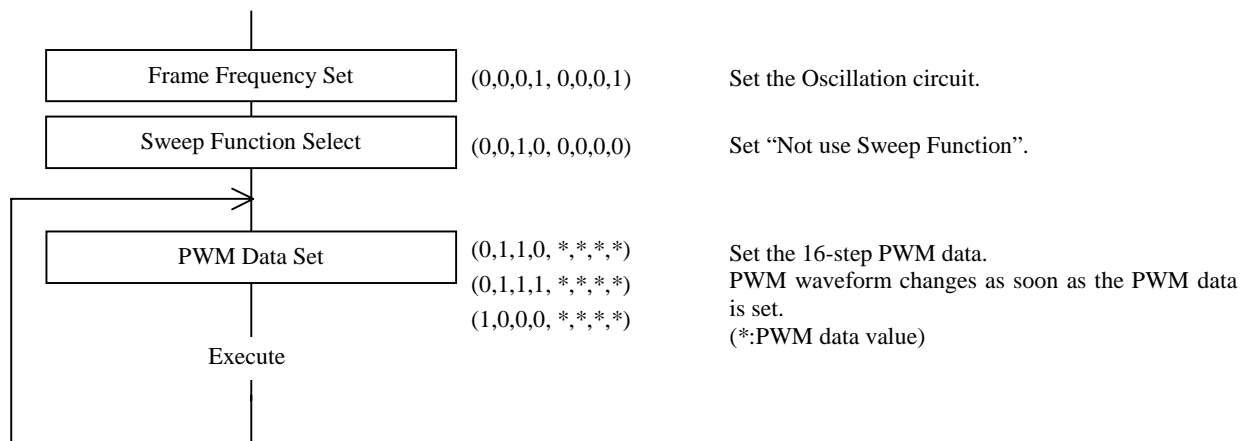 Frame Frequency Set (0,0,0,1, 0,0,0,1) Set the Oscillation circuit.
Sweep Function Select (0,0,1,0, 0,0,0,0) Set “Not use Sweep Function”.
PWM Data Set (0,1,1,0, *,*,*,*) Set the 16-step PWM data.
(0,1,1,1, *,*,*,*) PWM waveform changes as soon as the PWM data
is set.
(1,0,0,0, *,*,*,*) (*:PWM data value)
Execute